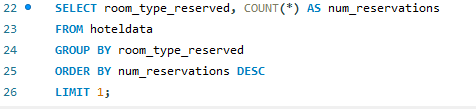 22 SELECT room_type_reserved, COUNT(*) AS num_reservations
23 FROM hoteldata
24 GROUP BY room_type_reserved
25 ORDER BY num_reservations DESC
26 LIMIT 1;